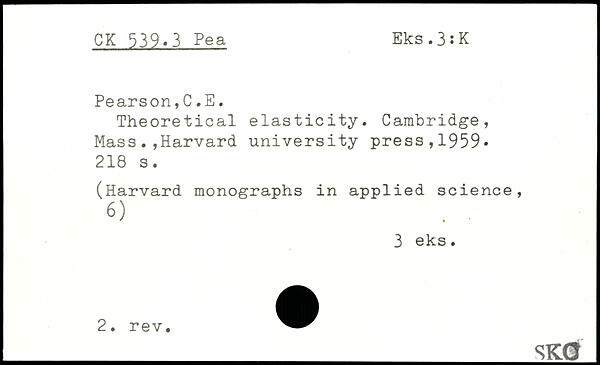 CK 539.3 Pea
Eks.3:K
Pearson,C.E.
Theoretical elasticity. Cambridge,
Mass.,Harvard university press,1959.
218 s.
(Harvard monographs in applied science,
6)
3 eks.
2. rev.
SKO